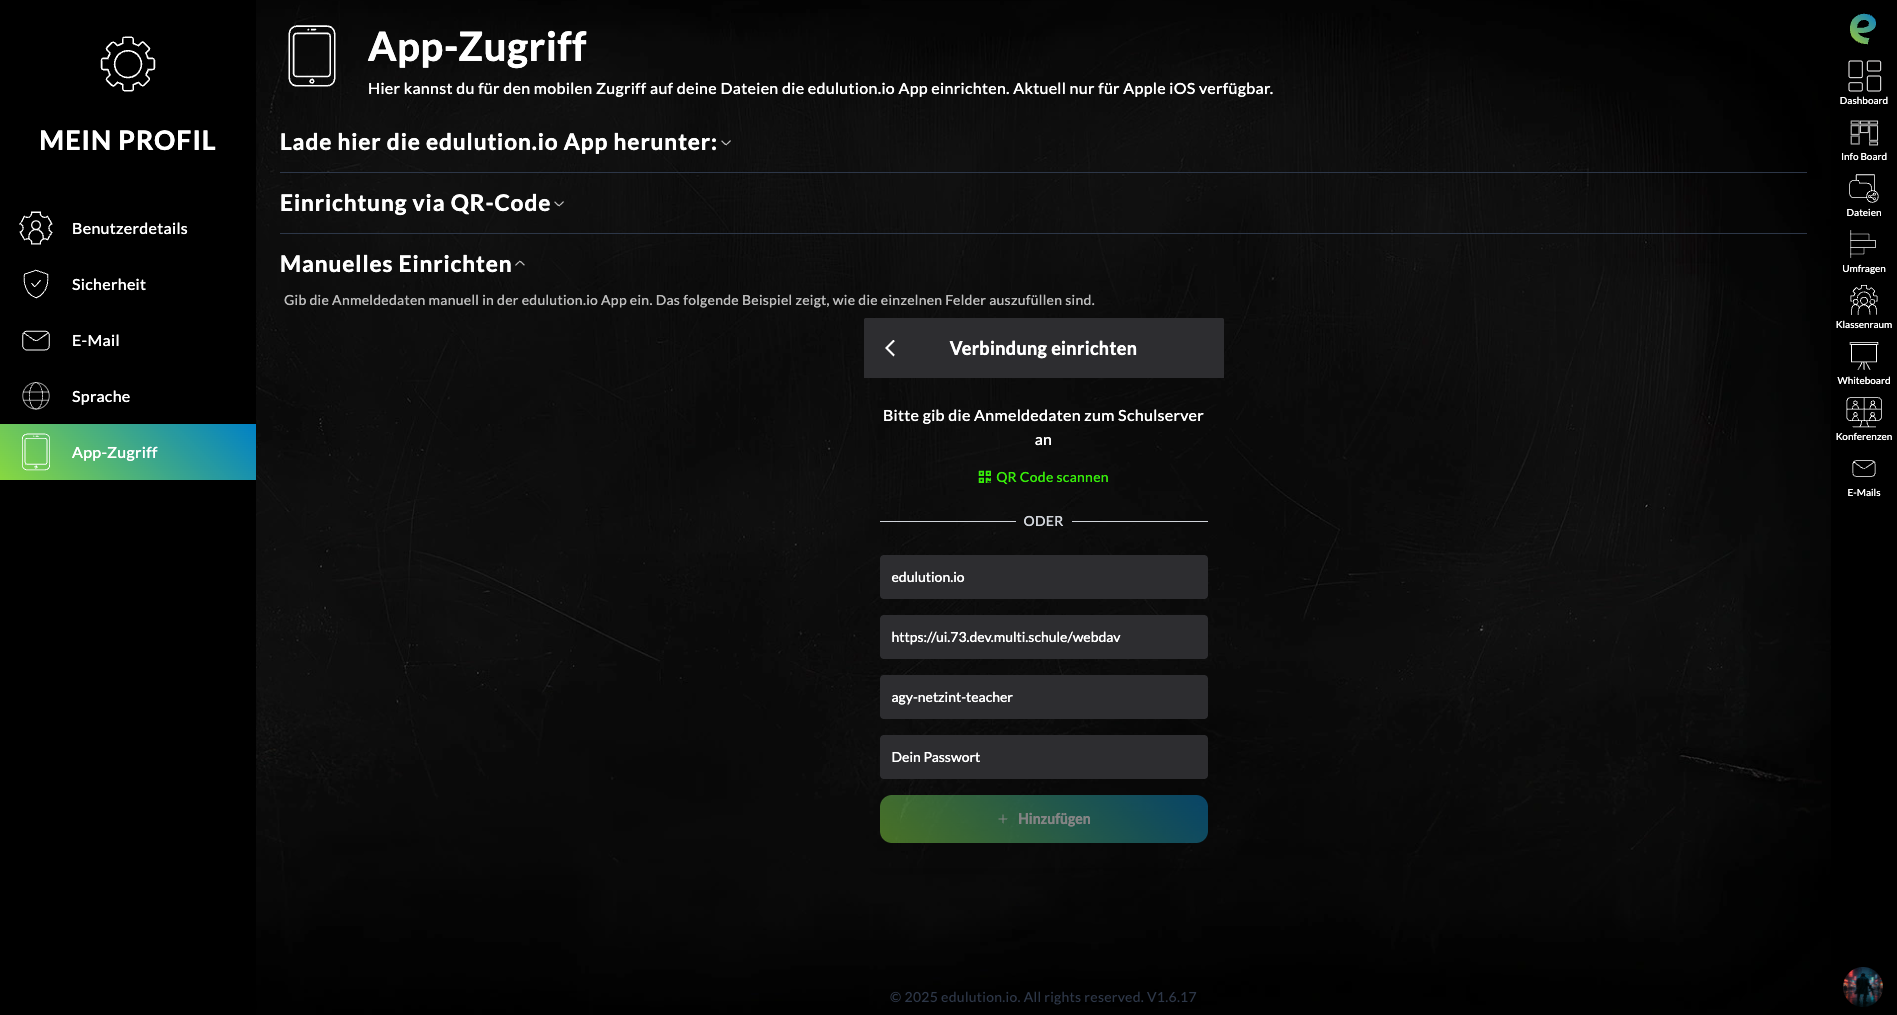 MEIN PROFIL
Benutzerdetails
Sicherheit
E-Mail
Sprache
App-Zugriff
App-Zugriff
Hier kannst du für den mobilen Zugriff auf deine Dateien die edulution.io App einrichten. Aktuell nur für Apple iOS verfügbar.
Lade hier die edulution.io App herunter:
Einrichtung via QR-Code
Manuelles Einrichten
Gib die Anmeldedaten manuell in der edulution.io App ein. Das folgende Beispiel zeigt, wie die einzelnen Felder auszufüllen sind.
Verbindung einrichten
Bitte gib die Anmeldedaten zum Schulserver
an
QR Code scannen
ODER
edulution.io
https://ui.73.dev.multi.schule/webdav
agy-netzint-teacher
Dein Passwort
+ Hinzufügen
© 2025 edulution.io. All rights reserved. V1.6.17
Dashboard
Info Board
Dateien
Umfragen
Klassenraum
Whiteboard
Konferenzen
E-Mails